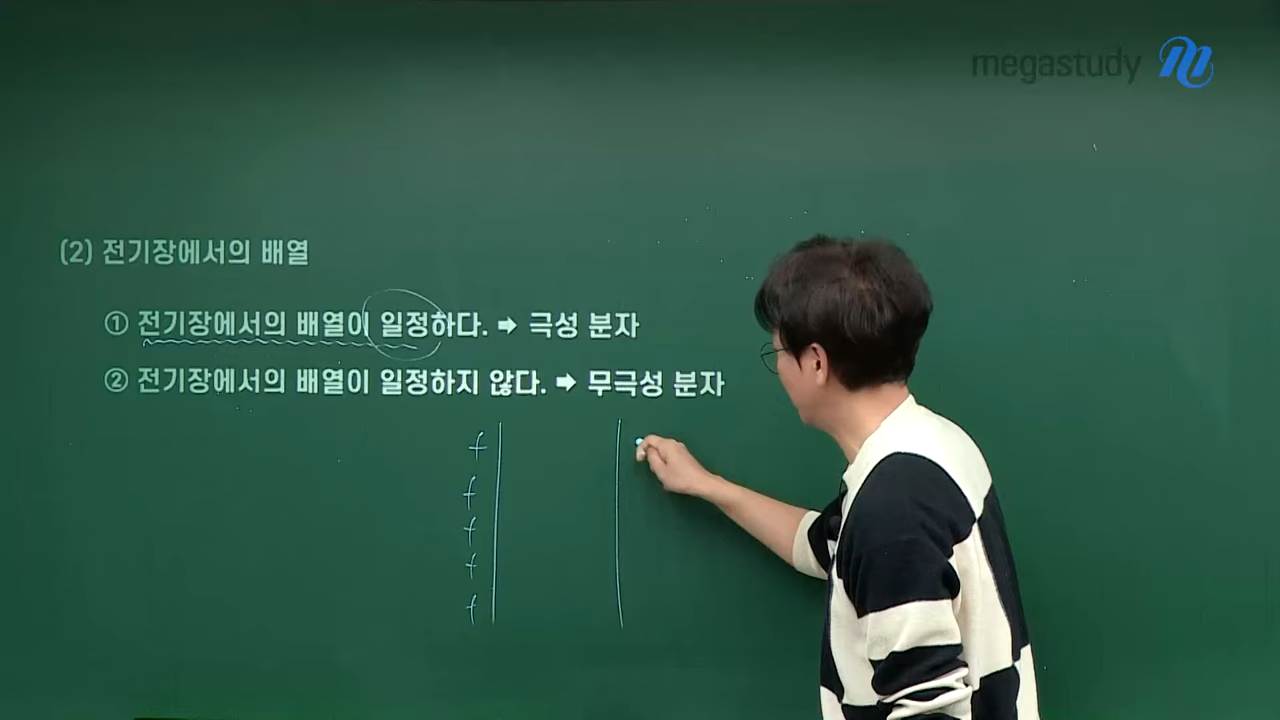 megastudy
(2) 전기장에서의 배열
① 전기장에서의 배열이 일정하다. ➡ 극성 분자
② 전기장에서의 배열이 일정하지 않다. ➡ 무극성 분자
+
+
+
+
+